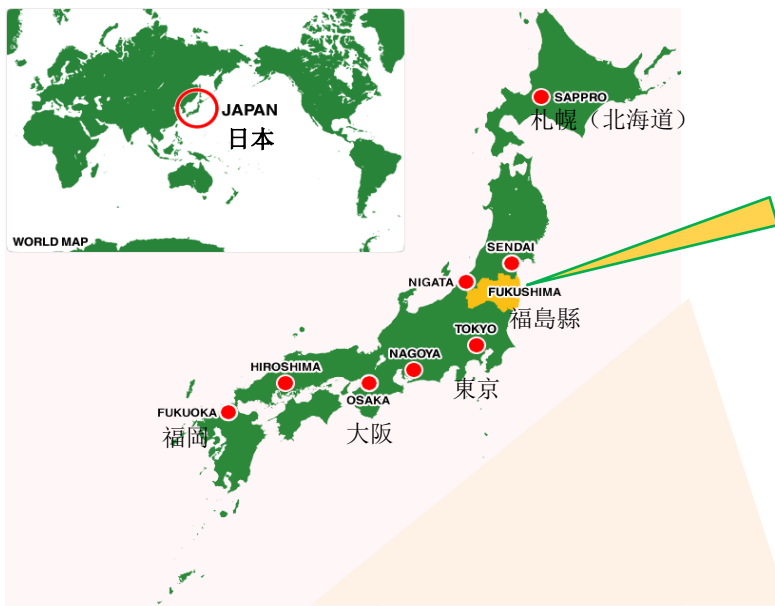 JAPAN
日本
WORLD MAP
SAPPRO
札幌（北海道）
SENDAI
NIGATA
FUKUSHIMA
福島縣
TOKYO
東京
NAGOYA
HIROSHIMA
OSAKA
大阪
FUKUOKA
福岡